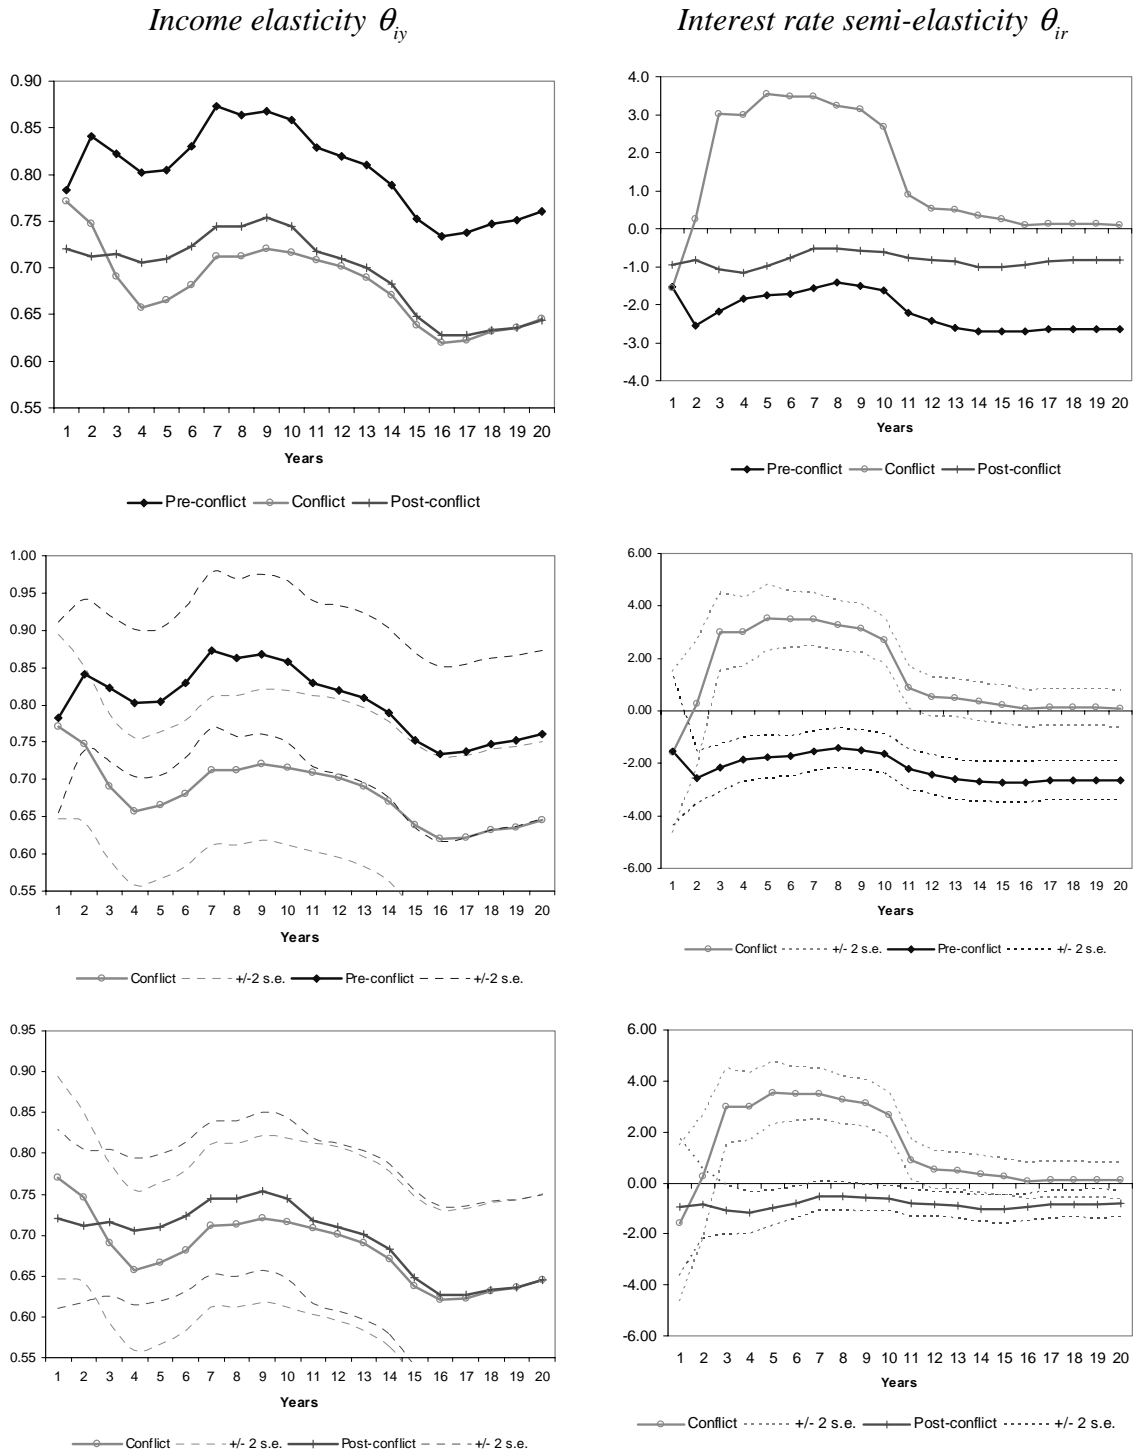 Income elasticity θiy
Interest rate semi-elasticity θir
0.90
0.85
0.80
0.75
0.70
0.65
0.60
0.55
1 2 3 4 5 6 7 8 9 10 11 12 13 14 15 16 17 18 19 20
Years
Pre-conflict Conflict Post-conflict
4.0
3.0
2.0
1.0
0.0
-1.0
-2.0
-3.0
-4.0
1 2 3 4 5 6 7 8 9 10 11 12 13 14 15 16 17 18 19 20
Years
Pre-conflict Conflict Post-conflict
1.00
0.95
0.90
0.85
0.80
0.75
0.70
0.65
0.60
0.55
1 2 3 4 5 6 7 8 9 10 11 12 13 14 15 16 17 18 19 20
Years
Conflict +/-2 s.e. Pre-conflict +/-2 s.e.
6.00
4.00
2.00
0.00
-2.00
-4.00
-6.00
1 2 3 4 5 6 7 8 9 10 11 12 13 14 15 16 17 18 19 20
Years
Conflict +/- 2 s.e. Pre-conflict +/- 2 s.e.
0.95
0.90
0.85
0.80
0.75
0.70
0.65
0.60
0.55
1 2 3 4 5 6 7 8 9 10 11 12 13 14 15 16 17 18 19 20
Years
Conflict +/- 2 s.e. Post-conflict +/- 2 s.e.
6.00
4.00
2.00
0.00
-2.00
-4.00
-6.00
1 2 3 4 5 6 7 8 9 10 11 12 13 14 15 16 17 18 19 20
Years
Conflict +/- 2 s.e. Post-conflict +/- 2 s.e.